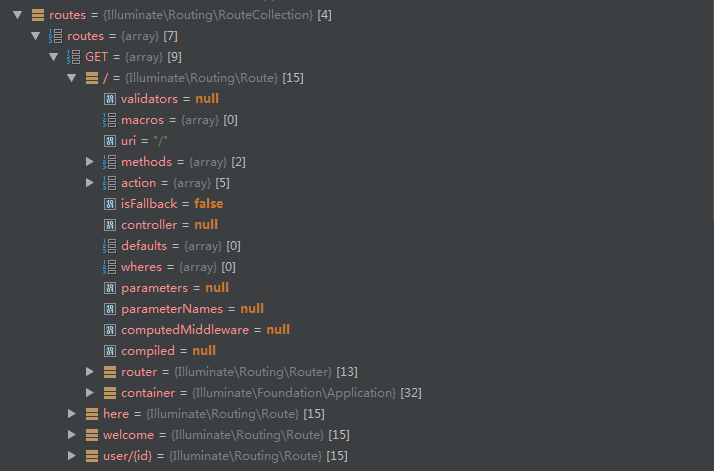 routes = {Illuminate\Routing\RouteCollection} [4]
routes = {array} [7]
GET = {array} [9]
/ = {Illuminate\Routing\Route} [15]
validators = null
macros = {array} [0]
uri = "/"
methods = {array} [2]
action = {array} [5]
isFallback = false
controller = null
defaults = {array} [0]
wheres = {array} [0]
parameters = null
parameterNames = null
computedMiddleware = null
compiled = null
router = {Illuminate\Routing\Router} [13]
container = {Illuminate\Foundation\Application} [32]
here = {Illuminate\Routing\Route} [15]
welcome = {Illuminate\Routing\Route} [15]
user/{id} = {Illuminate\Routing\Route} [15]